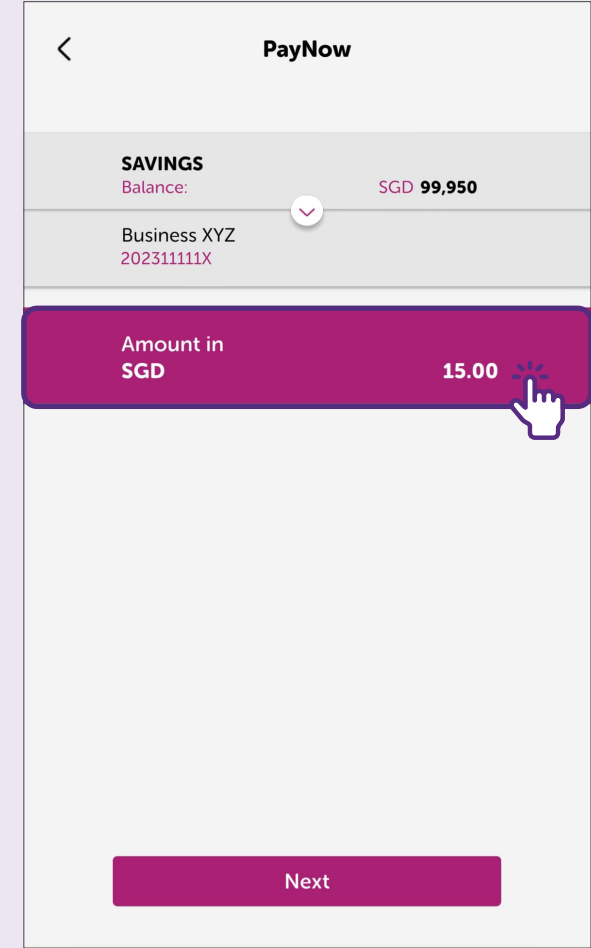 PayNow
SAVINGS
Balance: SGD 99,950
Business XYZ
202311111X
Amount in
SGD 15.00
Next